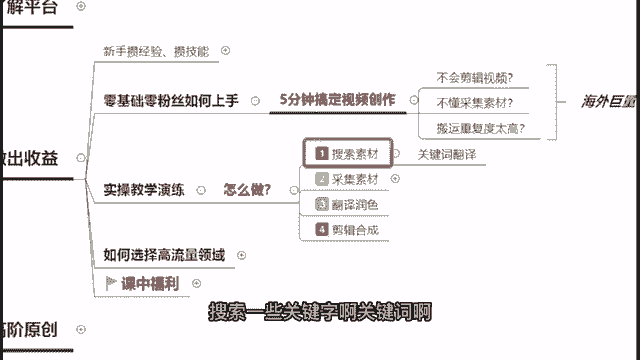 解平台
新手攒经验、攒技能
零基础零粉丝如何上手
5分钟搞定视频创作
不会剪辑视频?
不懂采集素材?
搬运重复度太高?
海外巨量
出收益
实操教学演练
怎么做?
1 搜索素材
关键词翻译
2 采集素材
3 翻译润色
4 剪辑合成
如何选择高流量领域
课中福利
搜索一些关键字啊关键词啊
阶原创